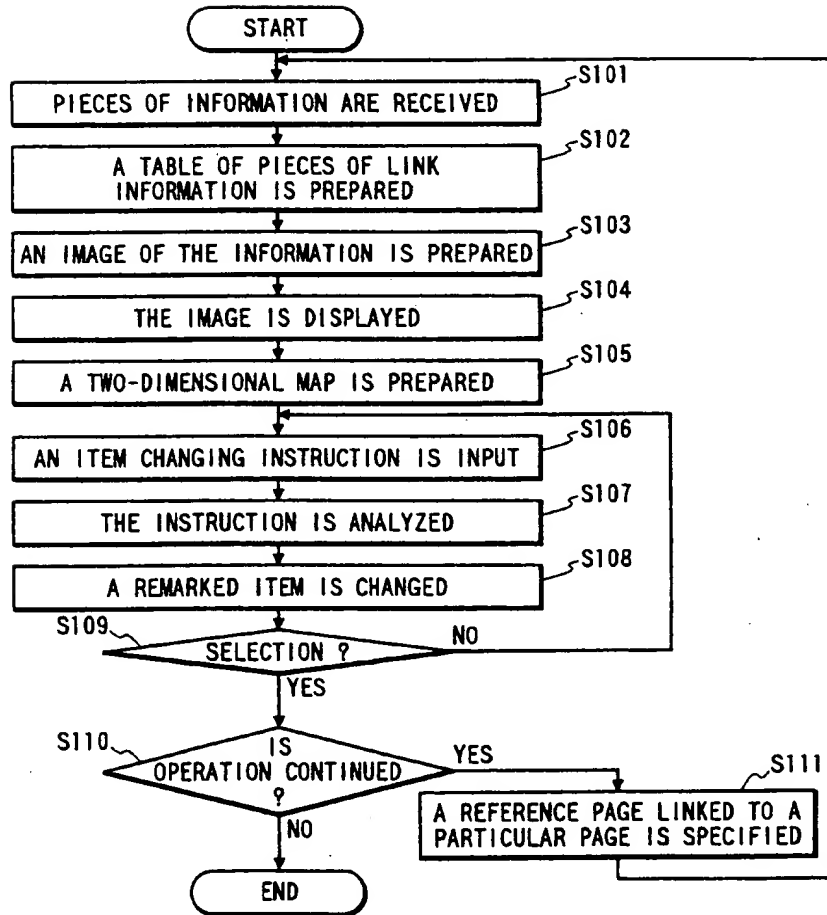 START
S101
PIECES OF INFORMATION ARE RECEIVED
S102
A TABLE OF PIECES OF LINK
INFORMATION IS PREPARED
S103
AN IMAGE OF THE INFORMATION IS PREPARED
S104
THE IMAGE IS DISPLAYED
S105
A TWO-DIMENSIONAL MAP IS PREPARED
S106
AN ITEM CHANGING INSTRUCTION IS INPUT
S107
THE INSTRUCTION IS ANALYZED
S108
A REMARKED ITEM IS CHANGED
S109
SELECTION ?
NO
YES
S110
IS
OPERATION CONTINUED
?
YES
NO
S111
A REFERENCE PAGE LINKED TO A
PARTICULAR PAGE IS SPECIFIED
END